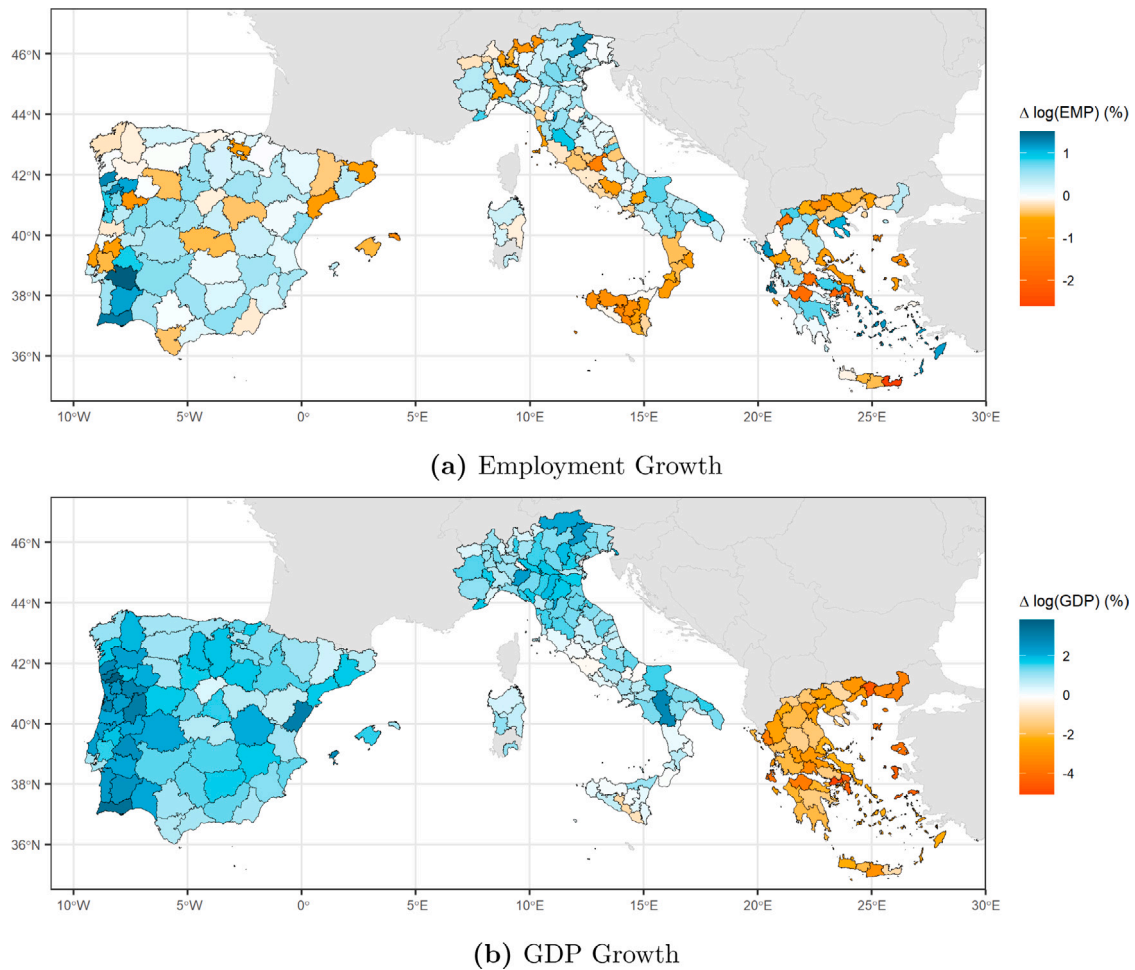 46°N
44°N
42°N
40°N
38°N
36°N
10°W 5°W 0° 5°E 10°E 15°E 20°E 25°E 30°E
Δ log(EMP) (%)
1
0
-1
-2
(a) Employment Growth
46°N
44°N
42°N
40°N
38°N
36°N
10°W 5°W 0° 5°E 10°E 15°E 20°E 25°E 30°E
Δ log(GDP) (%)
2
0
-2
-4
(b) GDP Growth